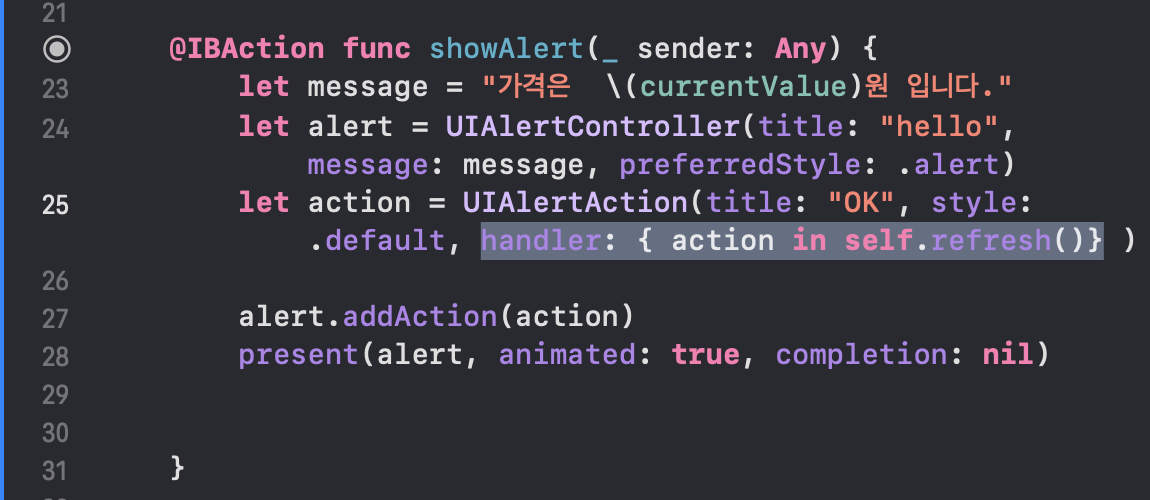 21
@IBAction func showAlert(_ sender: Any) {
23 let message = "가격은  \(currentValue)원 입니다."
24 let alert = UIAlertController(title: "hello",
message: message, preferredStyle: .alert)
25 let action = UIAlertAction(title: "OK", style:
.default, handler: { action in self.refresh()} )
26
27 alert.addAction(action)
28 present(alert, animated: true, completion: nil)
29
30
31 }